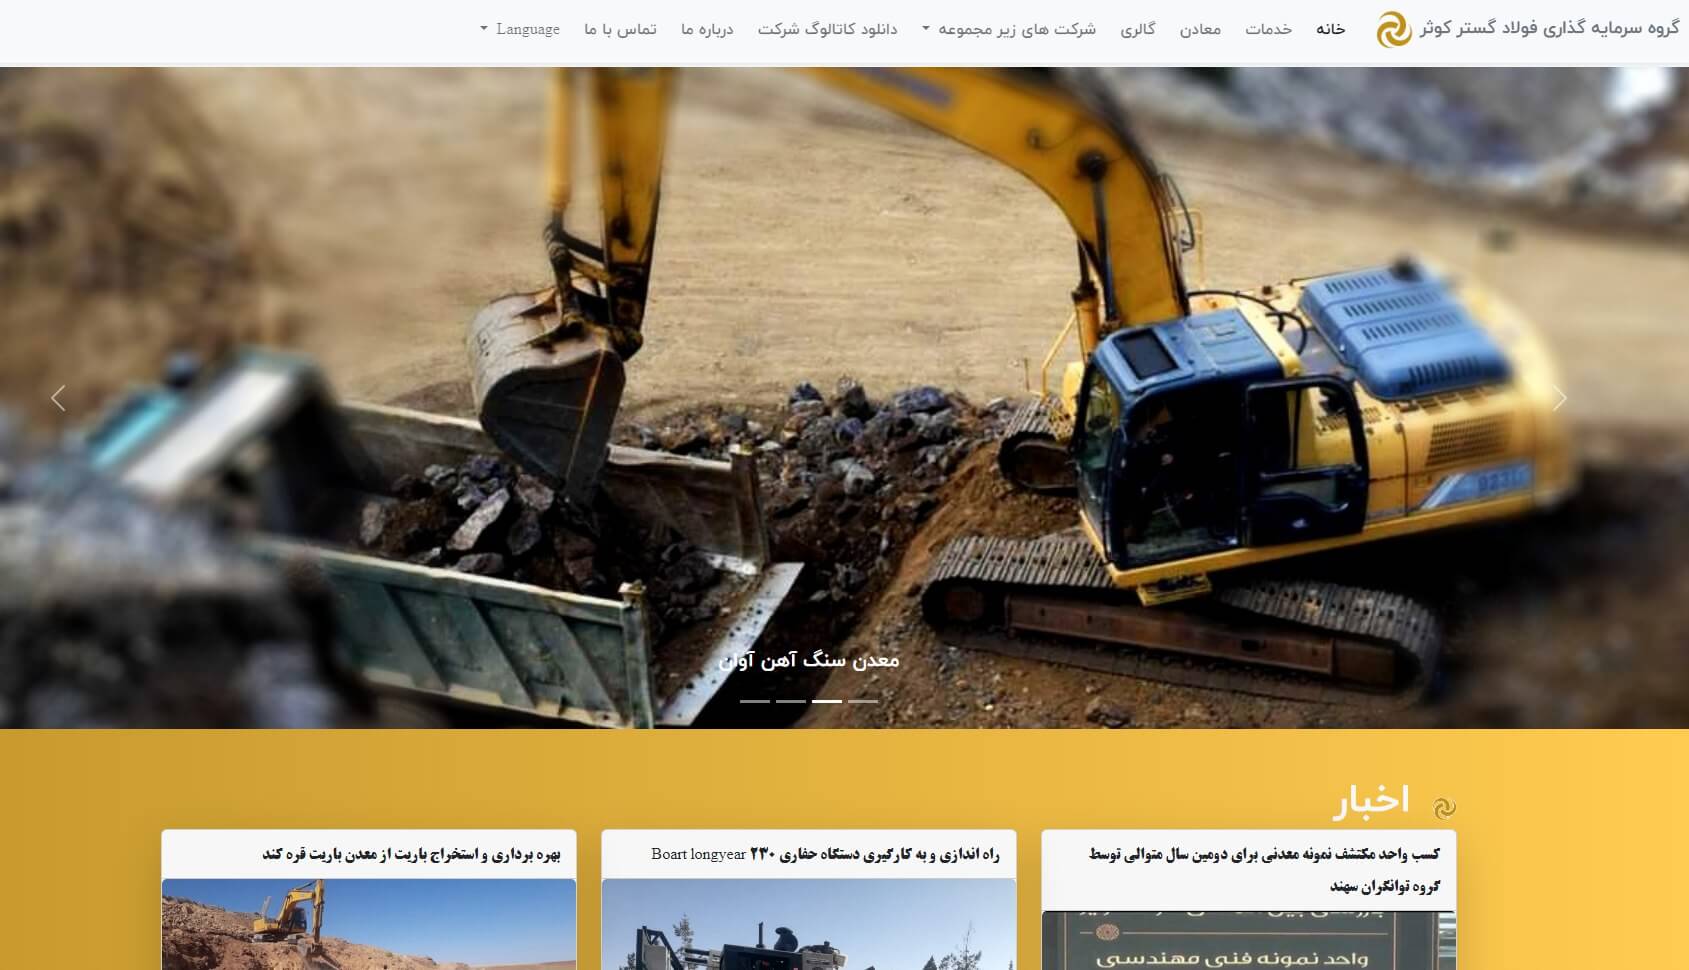 گروه سرمایه گذاری فولاد گستر کوثر
خانه
خدمات
معادن
گالری
شرکت های زیر مجموعه
دانلود کاتالوگ شرکت
درباره ما
تماس با ما
Language
معدن سنگ آهن آوان
اخبار
کسب واحد مکتشف نمونه معدنی برای دومین سال متوالی توسط
گروه توانگران سهند
راه اندازی و به کارگیری دستگاه حفاری Boart longyear ۲۳۰
بهره برداری و استخراج باریت از معدن باریت قره کند
واحد نمونه فنی مهندسی